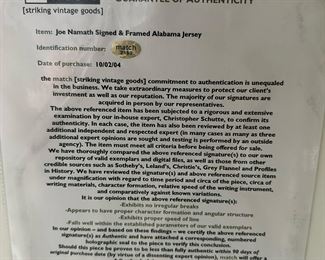 GUARANTEE OF AUTHENTICITY
[striking vintage goods]
Item: Joe Namath Signed & Framed Alabama Jersey
Identification number: match
Date of purchase: 10/02/04
the match [striking vintage goods] commitment to authentication is unequaled
in the business. We take extraordinary measures to protect our client's
investment as well as our reputation. The majority of our signatures are
acquired in person by our representatives.
The above referenced item has been subjected to a rigorous and extensive
examination by our in-house expert, Christopher Schutte, to confirm its
authenticity. In each case, the item has also been reviewed by at least one
additional independent and respected expert (in many cases as many as three
additional expert opinions are sought and testing is performed by an outside
agency). The item must meet all criteria before being offered for sale.
We have thoroughly compared the above referenced signature(s) to our own
repository of valid exemplars and digital files, as well as those from other
credible sources such as Sotheby's, Leland's, Christie's, Grey Flannel and Profiles
in History. We have reviewed the signature(s) and above referenced source item
under magnification with regard to time period and circa of the piece, circa of
writing materials, character formation, relative speed of the writing instrument,
and comparatively against known variations.
It is our opinion that the above referenced signature(s):
-Exhibits no irregular breaks
-Appears to have proper character formation and angular structure
-Exhibits proper speed of line
-Falls well within the established parameters of our valid exemplars
In our opinion – and based on these findings – we certify the above referenced
signature(s) as Authentic and have attached a corresponding, numbered
holographic seal to the piece to verify this conclusion.
Should this piece be proven to be less than fully authentic within 90 days of
original purchase date (by virtue of a dissenting expert opinion), match will offer a